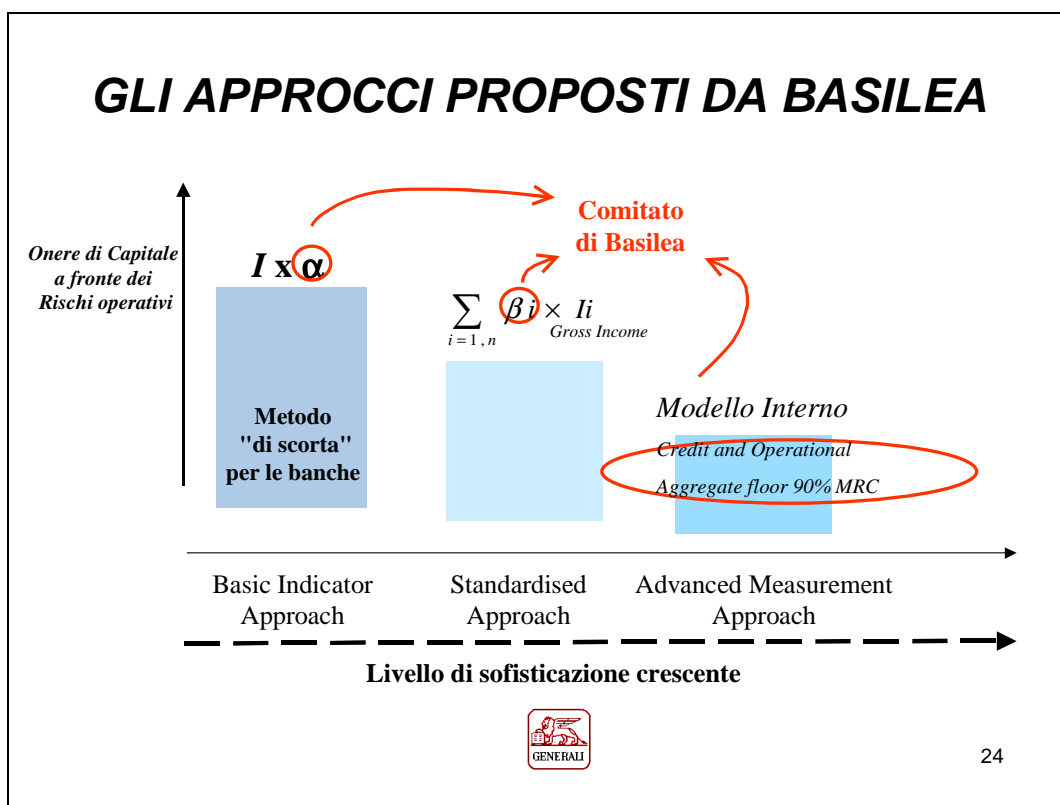 GLI APPROCCI PROPOSTI DA BASILEA
Onere di Capitale
a fronte dei
Rischi operativi
I x α
Comitato
di Basilea
∑ β i × Ii
i = 1 , n
Gross Income
Metodo
"di scorta"
per le banche
Modello Interno
Credit and Operational
Aggregate floor 90% MRC
Basic Indicator
Approach
Standardised
Approach
Advanced Measurement
Approach
Livello di sofisticazione crescente
GENERALI
24